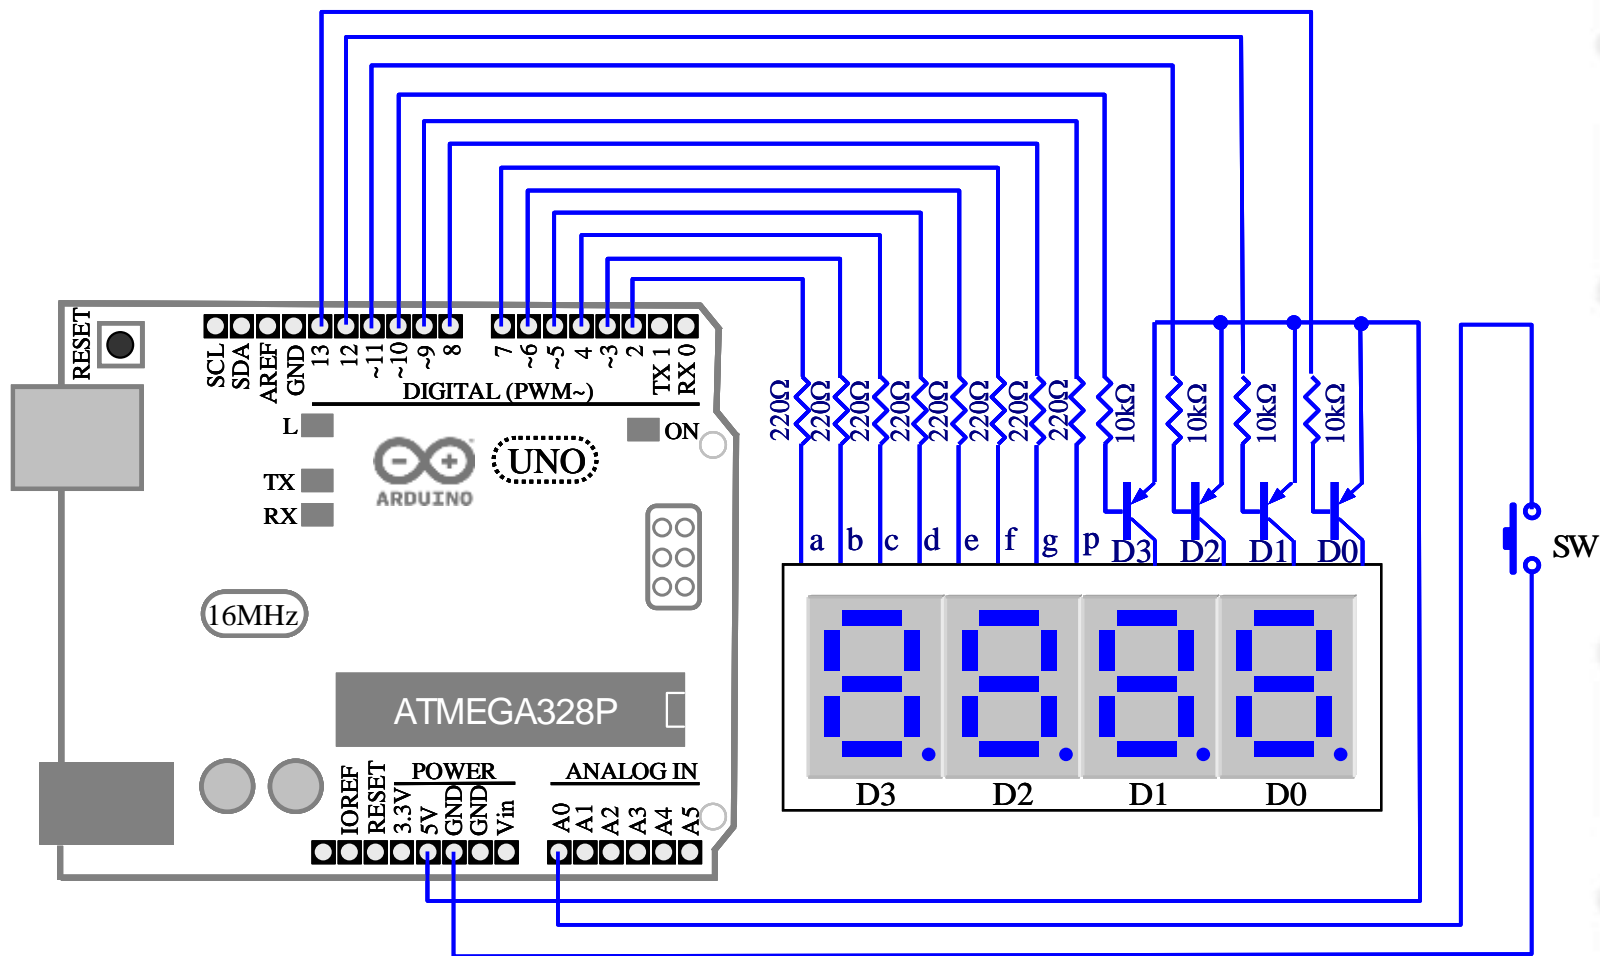 RESET
SCL
SDA
AREF
GND
13
12
~11
~10
~9
8
7
~6
~5
4
~3
2
TX 1
RX 0
DIGITAL (PWM~)
L
ON
UNO
ARDUINO
TX
RX
16MHz
ATMEGA328P
POWER
ANALOG IN
IOREF
RESET
3.3V
5V
GND
GND
Vin
A0
A1
A2
A3
A4
A5
220Ω
220Ω
220Ω
220Ω
220Ω
220Ω
220Ω
220Ω
10kΩ
10kΩ
10kΩ
10kΩ
a b c d e f g p D3 D2 D1 D0
SW
D3 D2 D1 D0